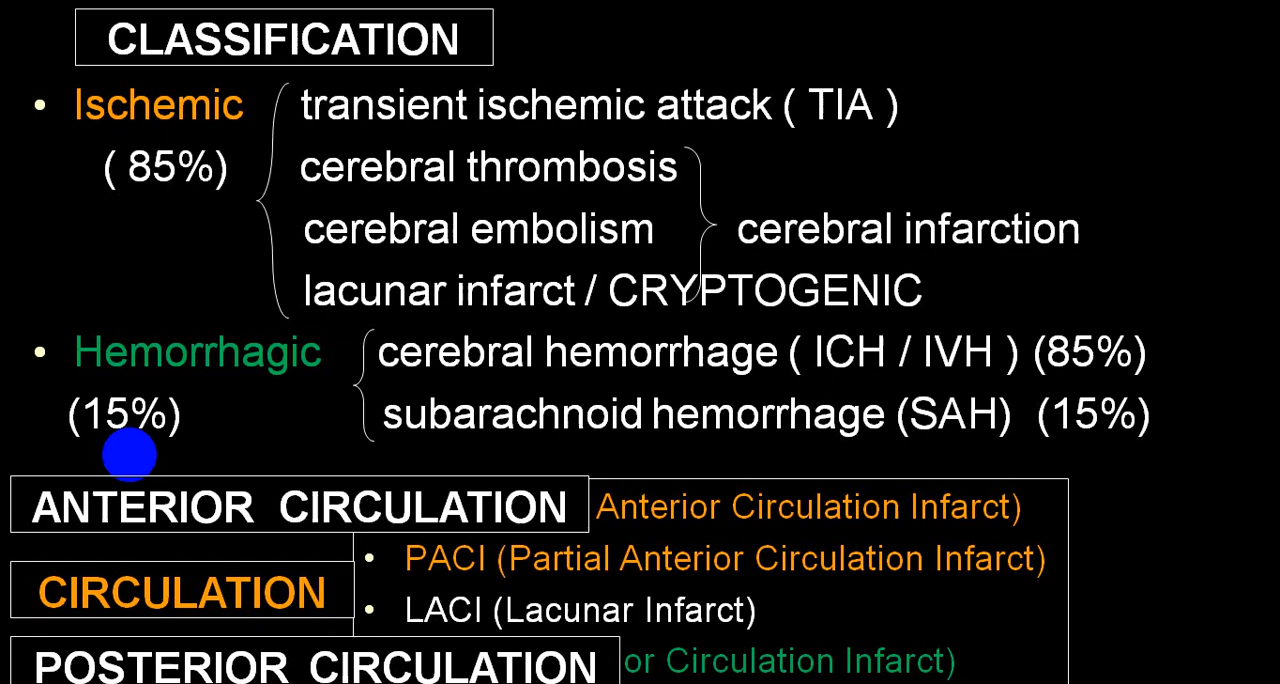 CLASSIFICATION
• Ischemic transient ischemic attack ( TIA )
( 85%) cerebral thrombosis
cerebral embolism cerebral infarction
lacunar infarct / CRYPTOGENIC
• Hemorrhagic cerebral hemorrhage ( ICH / IVH ) (85%)
(15%) subarachnoid hemorrhage (SAH) (15%)
ANTERIOR CIRCULATION Anterior Circulation Infarct)
• PACI (Partial Anterior Circulation Infarct)
CIRCULATION
• LACI (Lacunar Infarct)
POSTERIOR CIRCULATION or Circulation Infarct)